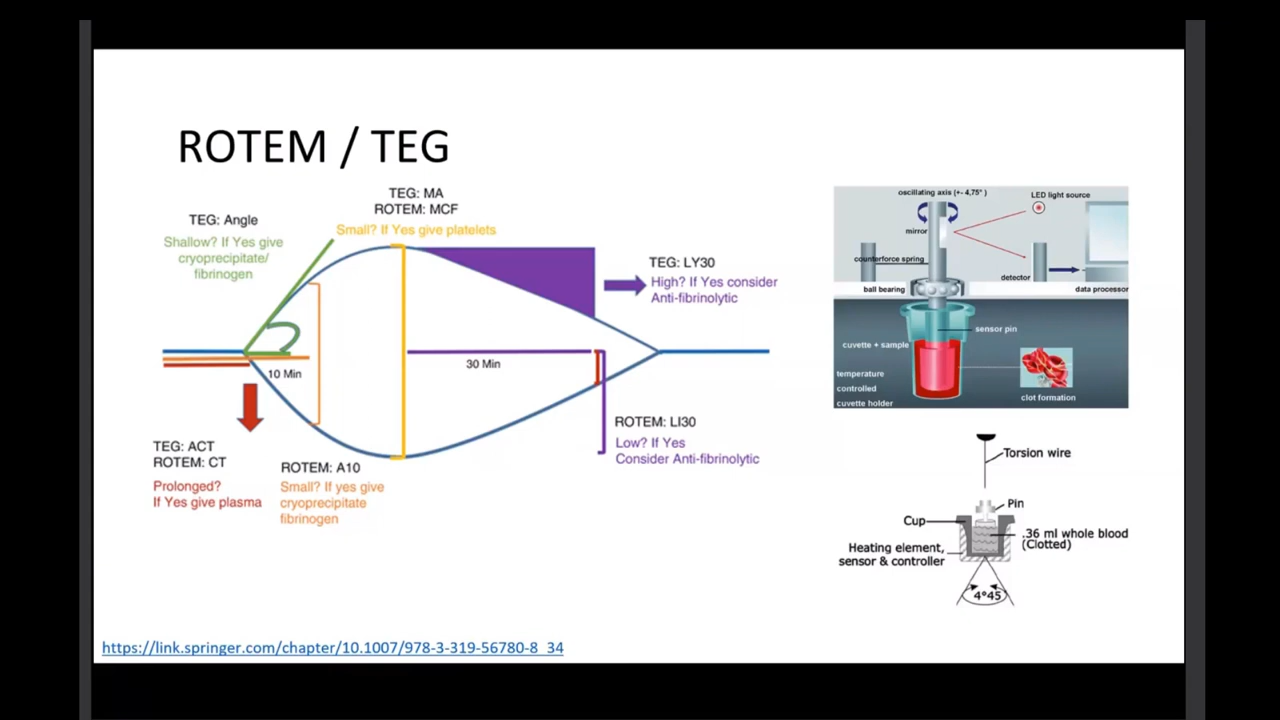 ROTEM / TEG
TEG: MA
ROTEM: MCF
Small? If Yes give platelets
TEG: Angle
Shallow? If Yes give
cryoprecipitate/
fibrinogen
TEG: LY30
High? If Yes consider
Anti-fibrinolytic
10 Min
30 Min
TEG: ACT
ROTEM: CT
Prolonged?
If Yes give plasma
ROTEM: A10
Small? If yes give
cryoprecipitate
fibrinogen
ROTEM: LI30
Low? If Yes
Consider Anti-fibrinolytic
oscillating axis (+- 4,75° )
LED light source
mirror
counterforce spring
detector
ball bearing
data processor
sensor pin
cuvette + sample
temperature
controlled
cuvette holder
clot formation
Torsion wire
Pin
Cup
.36 ml whole blood
(Clotted)
Heating element,
sensor & controller
4°45
https://link.springer.com/chapter/10.1007/978-3-319-56780-8_34